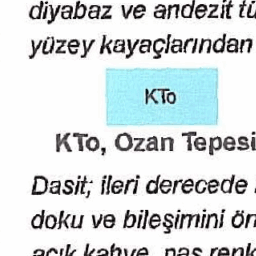 diyabaz ve andezit tü
yüzey kayaçlarından
KTo
KTo, Ozan Tepesi
Dasit; ileri derecede
doku ve bileşimini ön
açık kahve, pas renk